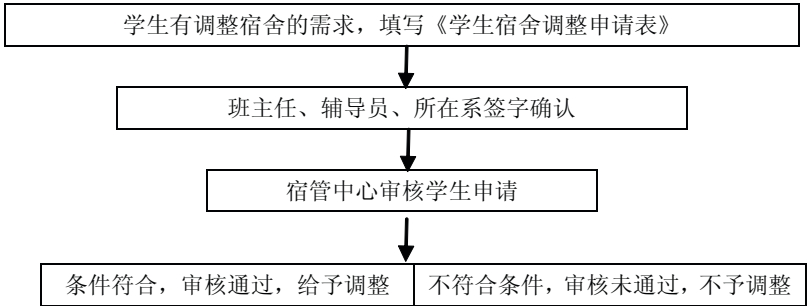 学生有调整宿舍的需求，填写《学生宿舍调整申请表》
班主任、辅导员、所在系签字确认
宿管中心审核学生申请
条件符合，审核通过，给予调整
不符合条件，审核未通过，不予调整